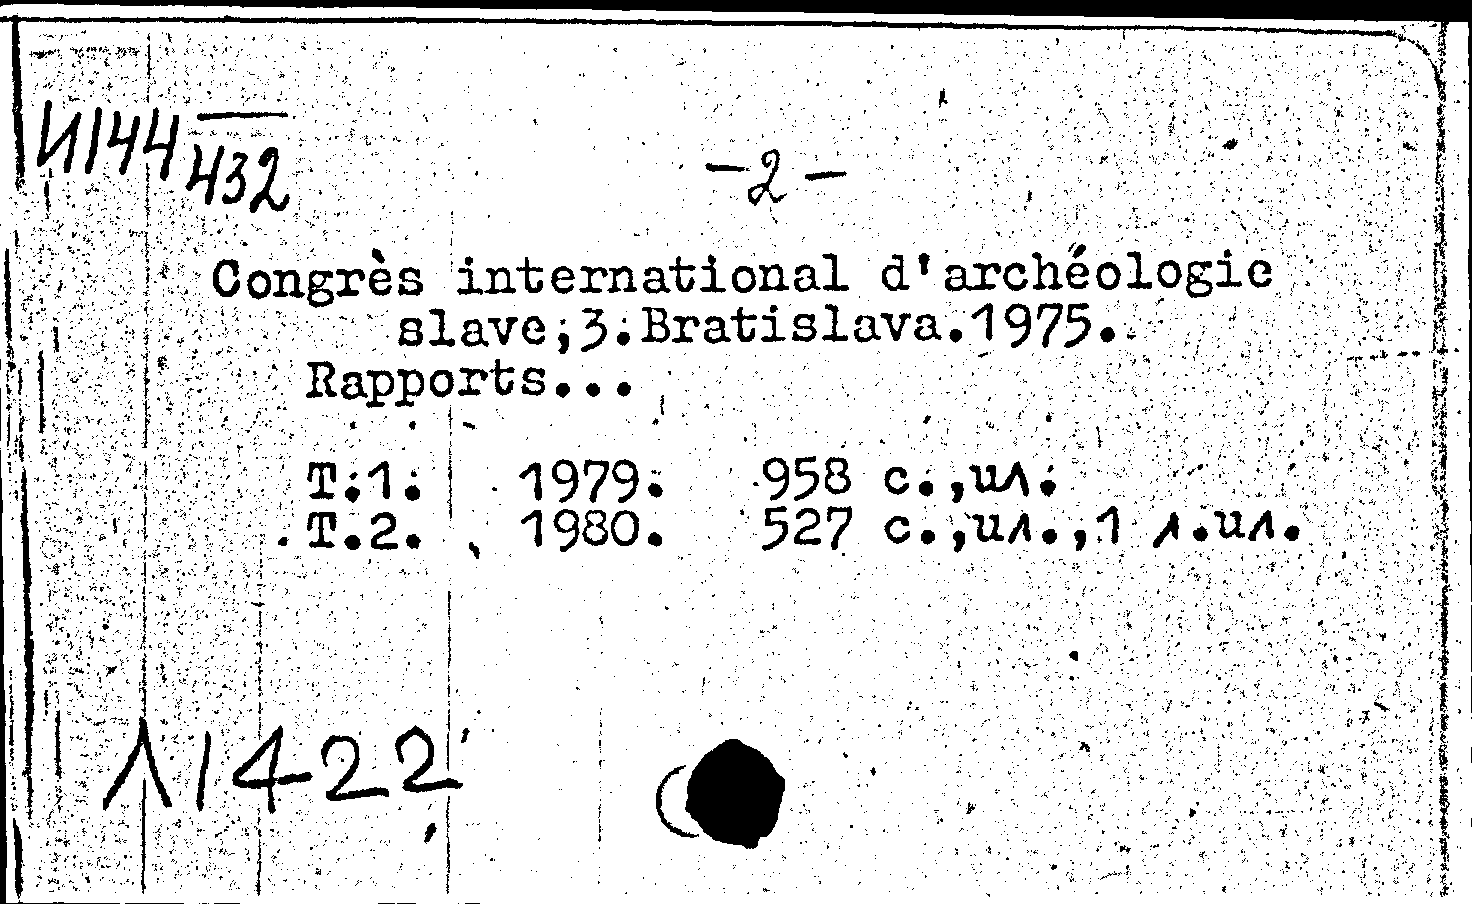 И144 432
-2-
Congrès international d'archéologie
slave;3.Bratislava.1975.
Rapports...
Т.1. 1979. 958 с.,ил.
Т.2. 1980. 527 с.,ил.,1 л.ил.
Л1422